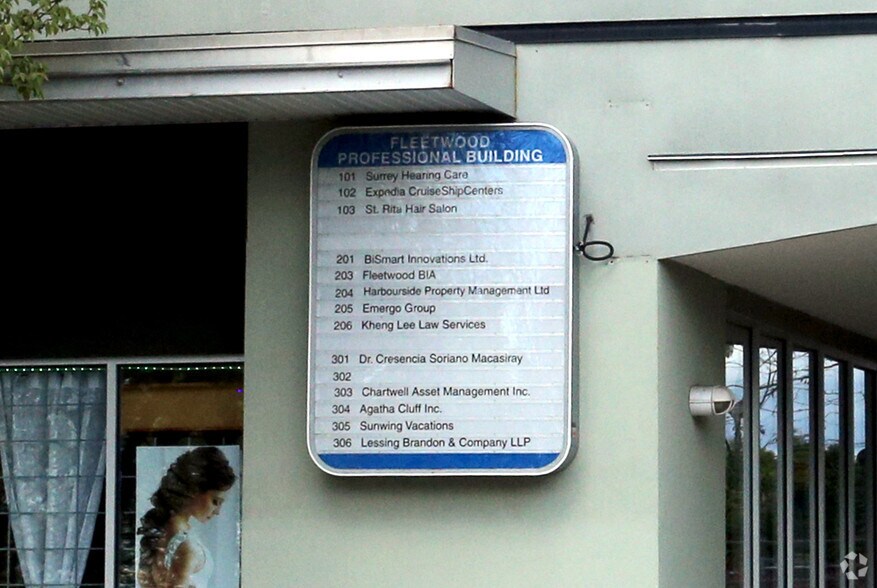 FLEETWOOD
PROFESSIONAL BUILDING
101 Surrey Hearing Care
102 Expedia CruiseShipCenters
103 St. Rita Hair Salon
201 BiSmart Innovations Ltd.
203 Fleetwood BIA
204 Harbourside Property Management Ltd
205 Emergo Group
206 Kheng Lee Law Services
301 Dr. Cresencia Soriano Macasiray
302
303 Chartwell Asset Management Inc.
304 Agatha Cluff Inc.
305 Sunwing Vacations
306 Lessing Brandon & Company LLP